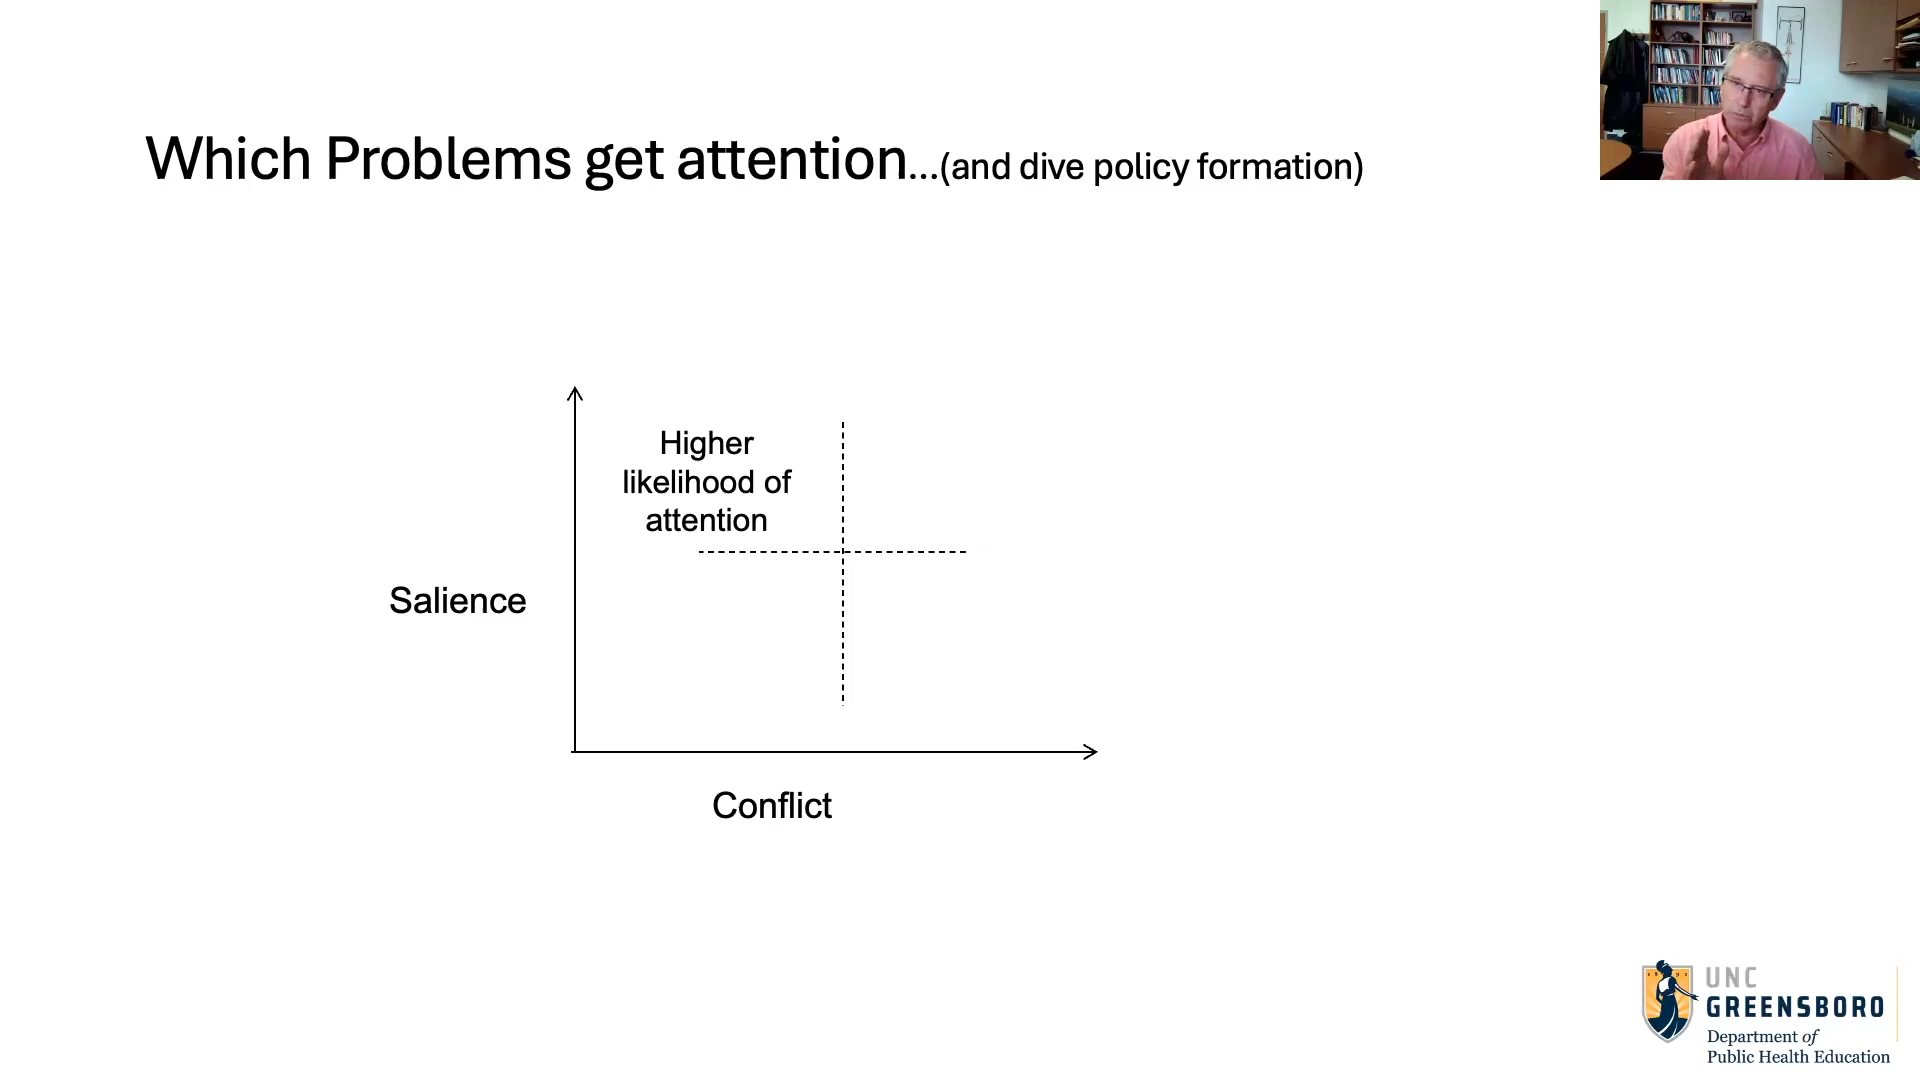 Which Problems get attention...(and dive policy formation)
Higher
likelihood of
attention
Salience
Conflict
UNC
GREENSBORO
Department of
Public Health Education